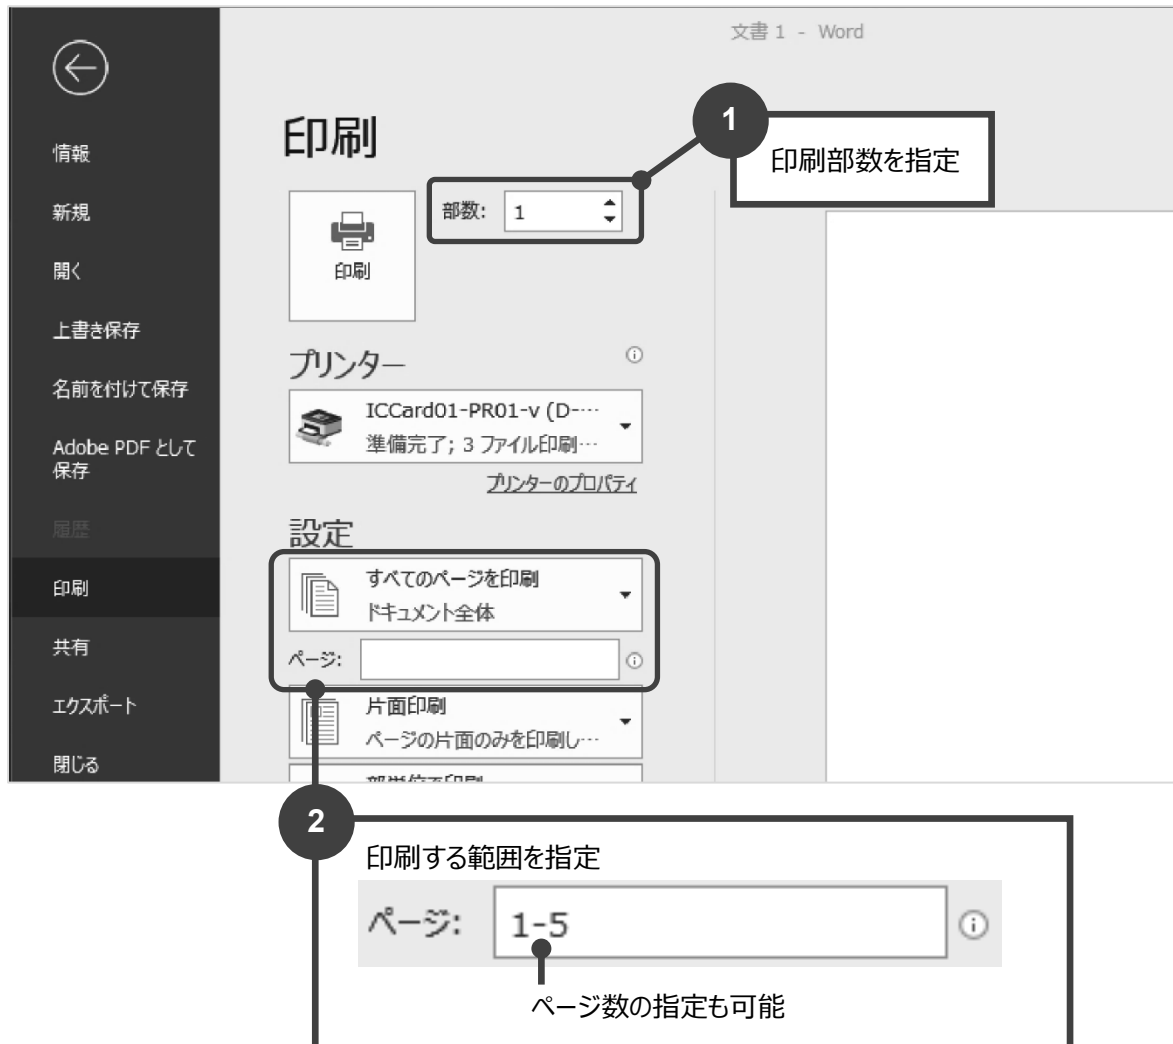 文書 1 - Word
情報
新規
開く
上書き保存
名前を付けて保存
Adobe PDF として
保存
履歴
印刷
共有
エクスポート
閉じる
印刷
部数: 1
印刷
1
印刷部数を指定
プリンター
ICCard01-PR01-v (D-…
準備完了; 3 ファイル印刷…
プリンターのプロパティ
設定
すべてのページを印刷
ドキュメント全体
ページ:
片面印刷
ページの片面のみを印刷し…
部単位で印刷
2
印刷する範囲を指定
ページ: 1-5
ページ数の指定も可能